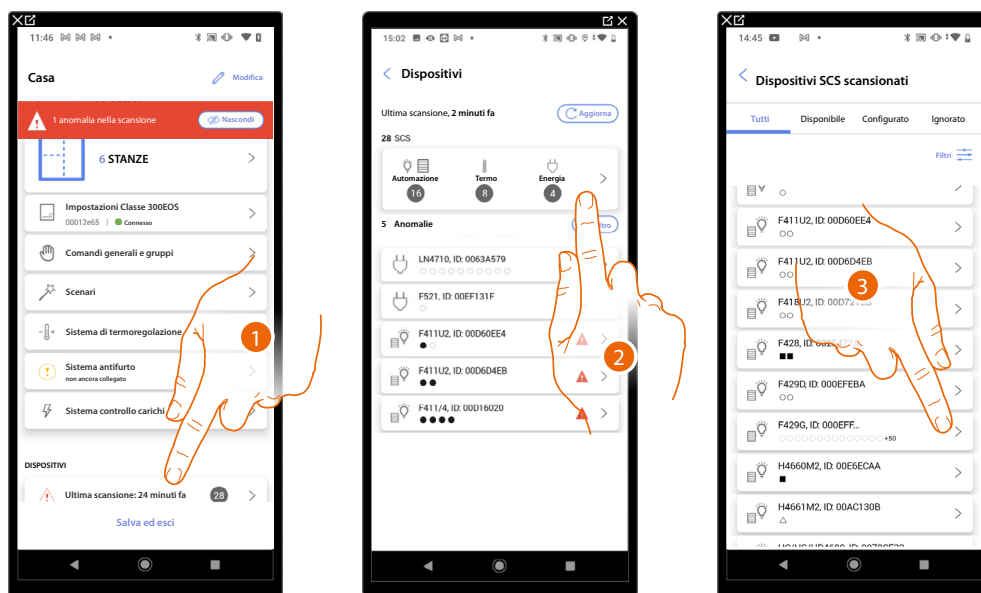 11:46
Casa
Modifica
1 anomalia nella scansione
Nascondi
6 STANZE
Impostazioni Classe 300EOS
00012e65 | Connesso
Comandi generali e gruppi
Scenari
Sistema di termoregolazione
Sistema antifurto
non ancora collegato
Sistema controllo carichi
DISPOSITIVI
Ultima scansione: 24 minuti fa
28
Salva ed esci
1
15:02
Dispositivi
Ultima scansione, 2 minuti fa
Aggiorna
28 SCS
Automazione
Termo
Energia
16
8
4
5 Anomalie
LN4710, ID: 0063A579
F521, ID: 00EF131F
F411U2, ID: 00D60EE4
F411U2, ID: 00D6D4EB
F411/4, ID: 00D16020
2
14:45
Dispositivi SCS scansionati
Tutti
Disponibile
Configurato
Ignorato
Filtri
F411U2, ID: 00D60EE4
F411U2, ID: 00D6D4EB
F418U2, ID:
F428, ID:
F429D, ID: 000EFEBA
F429G, ID: 000EFF...
+50
H4660M2, ID: 00E6ECAA
H4661M2, ID: 00AC130B
3